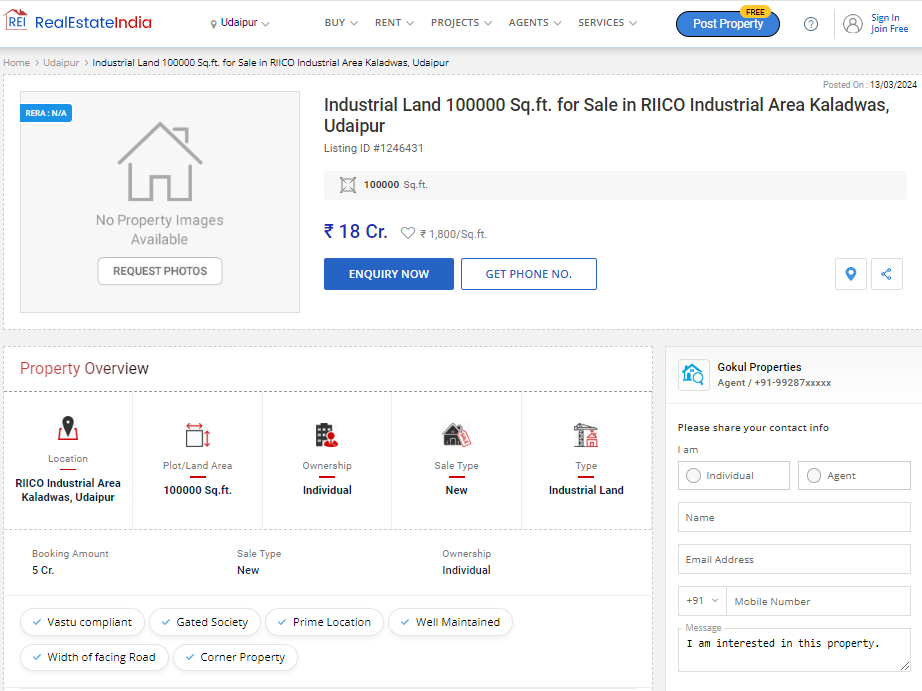 REI RealEstateIndia
Udaipur
BUY RENT PROJECTS AGENTS SERVICES
FREE
Post Property
?
Sign In
Join Free
Home > Udaipur > Industrial Land 100000 Sq.ft. for Sale in RIICO Industrial Area Kaladwas, Udaipur
Posted On : 13/03/2024
RERA : N/A
No Property Images
Available
REQUEST PHOTOS
Industrial Land 100000 Sq.ft. for Sale in RIICO Industrial Area Kaladwas,
Udaipur
Listing ID #1246431
100000 Sq.ft.
₹ 18 Cr. ₹ 1,800/Sq.ft.
ENQUIRY NOW GET PHONE NO.
Property Overview
Location
RIICO Industrial Area
Kaladwas, Udaipur
Plot/Land Area
100000 Sq.ft.
Ownership
Individual
SALE
Sale Type
New
Type
Industrial Land
Booking Amount
5 Cr.
Sale Type
New
Ownership
Individual
Vastu compliant Gated Society Prime Location Well Maintained
Width of facing Road Corner Property
Gokul Properties
Agent / +91-99287xxxxx
Please share your contact info
I am
Individual Agent
Name
Email Address
+91 Mobile Number
Message
I am interested in this property.